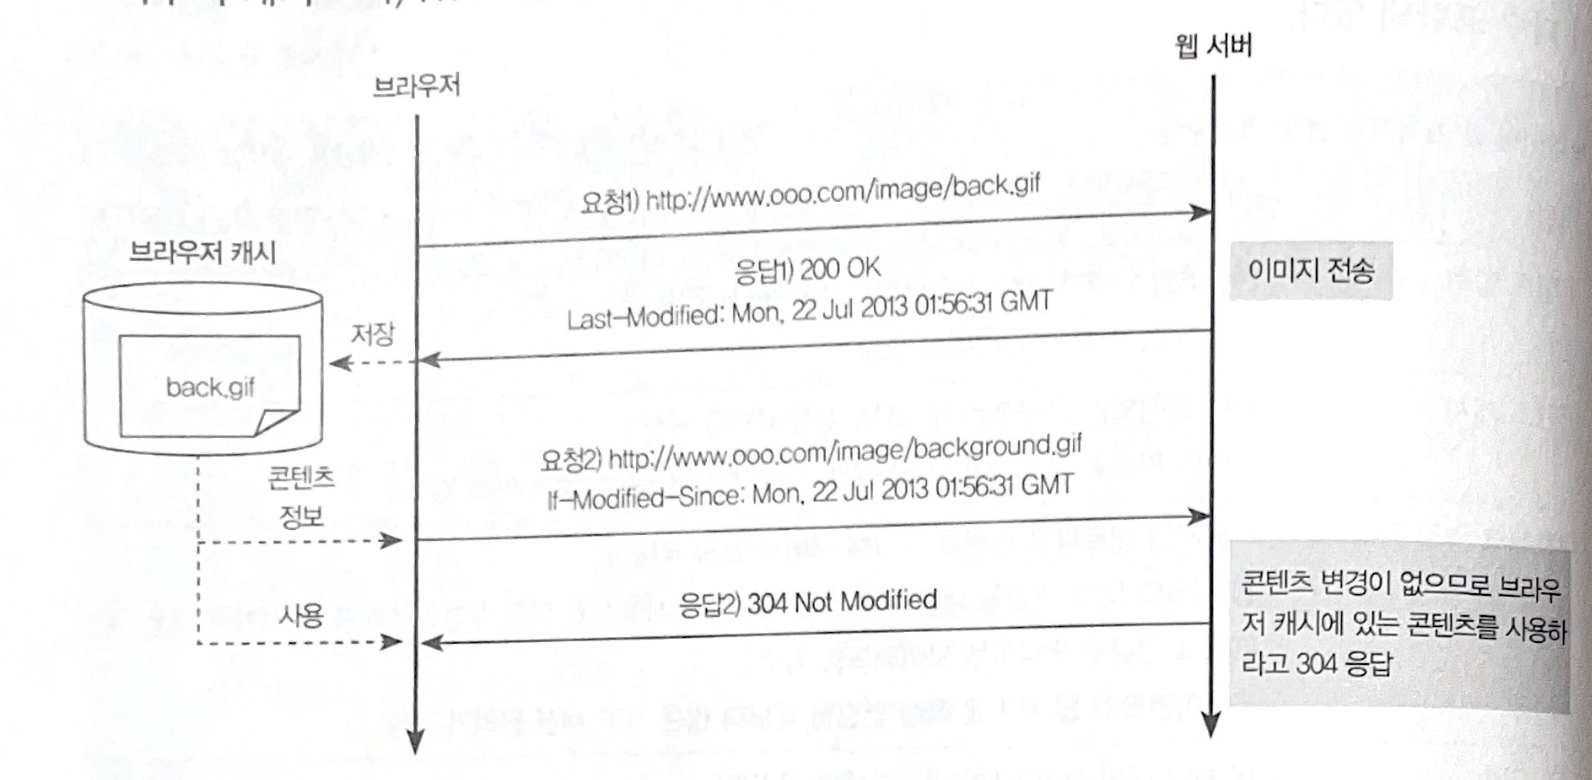 웹 서버
브라우저
요청1) http://www.ooo.com/image/back.gif
브라우저 캐시
응답1) 200 OK
이미지 전송
Last-Modified: Mon, 22 Jul 2013 01:56:31 GMT
저장
back.gif
요청2) http://www.ooo.com/image/background.gif
콘텐츠
If-Modified-Since: Mon, 22 Jul 2013 01:56:31 GMT
정보
콘텐츠 변경이 없으므로 브라우
저 캐시에 있는 콘텐츠를 사용하
라고 304 응답
응답2) 304 Not Modified
사용